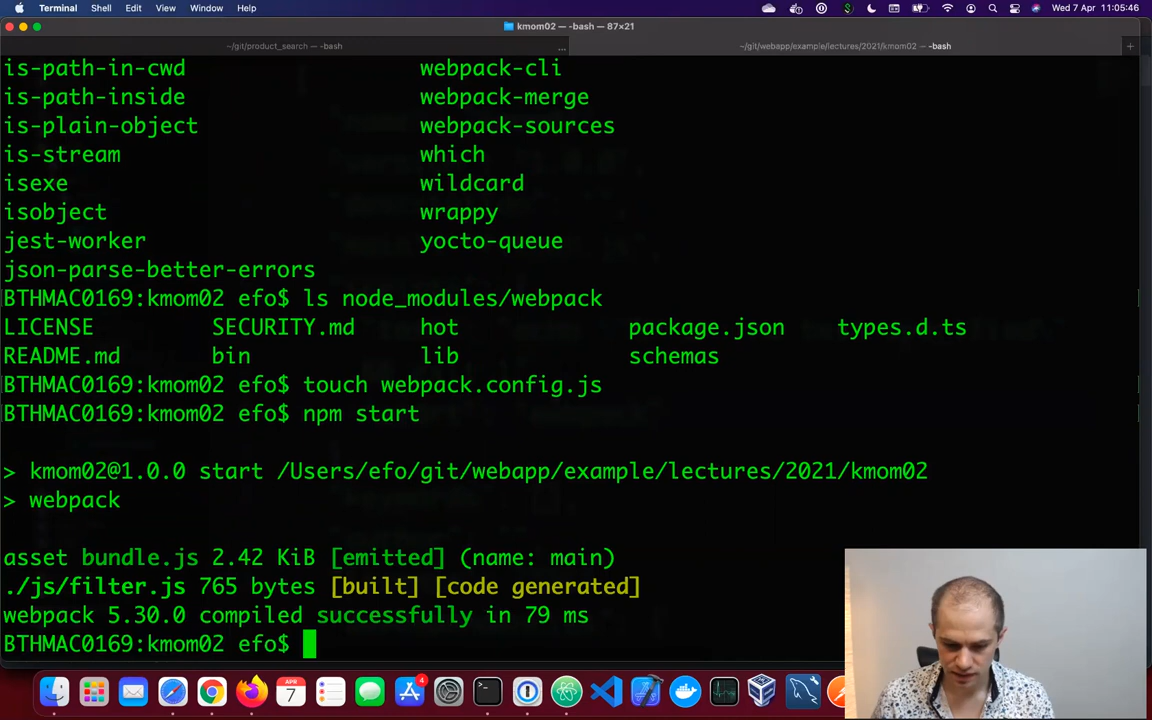 Terminal Shell Edit View Window Help Wed 7 Apr 11:05:46
kmom02 — -bash — 87×21
~/git/product_search — -bash ... ~/git/webapp/example/lectures/2021/kmom02 — -bash +
is-path-in-cwd webpack-cli
is-path-inside webpack-merge
is-plain-object webpack-sources
is-stream which
isexe wildcard
isobject wrappy
jest-worker yocto-queue
json-parse-better-errors
BTHMAC0169:kmom02 efo$ ls node_modules/webpack
LICENSE SECURITY.md hot package.json types.d.ts
README.md bin lib schemas
BTHMAC0169:kmom02 efo$ touch webpack.config.js
BTHMAC0169:kmom02 efo$ npm start
> kmom02@1.0.0 start /Users/efo/git/webapp/example/lectures/2021/kmom02
> webpack
asset bundle.js 2.42 KiB [emitted] (name: main)
./js/filter.js 765 bytes [built] [code generated]
webpack 5.30.0 compiled successfully in 79 ms
BTHMAC0169:kmom02 efo$
APR
7
4